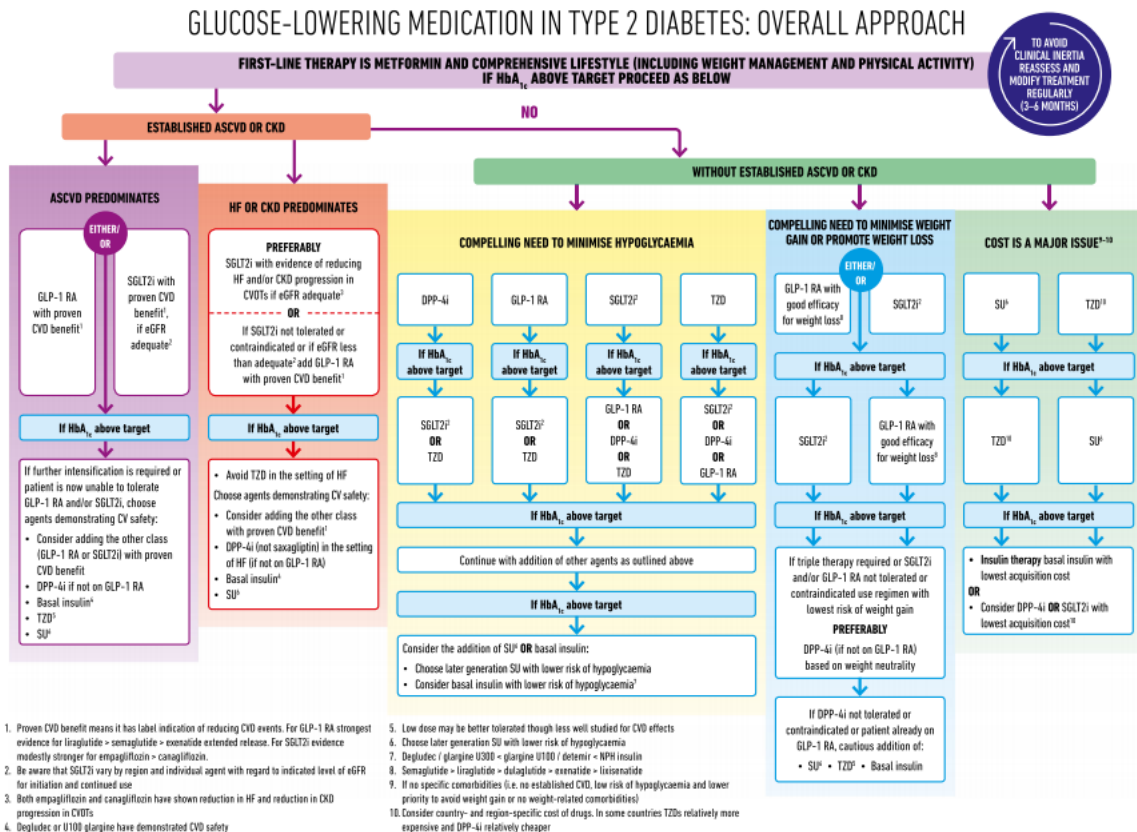 GLUCOSE-LOWERING MEDICATION IN TYPE 2 DIABETES: OVERALL APPROACH
TO AVOID
CLINICAL INERTIA
REASSESS AND
MODIFY TREATMENT
REGULARLY
(3–6 MONTHS)
FIRST-LINE THERAPY IS METFORMIN AND COMPREHENSIVE LIFESTYLE (INCLUDING WEIGHT MANAGEMENT AND PHYSICAL ACTIVITY)
IF HbA1c ABOVE TARGET PROCEED AS BELOW
NO
ESTABLISHED ASCVD OR CKD
WITHOUT ESTABLISHED ASCVD OR CKD
ASCVD PREDOMINATES
EITHER/
OR
GLP-1 RA
with proven
CVD benefit¹
SGLT2i with
proven CVD
benefit¹,
if eGFR
adequate²
If HbA1c above target
If further intensification is required or
patient is now unable to tolerate
GLP-1 RA and/or SGLT2i, choose
agents demonstrating CV safety:
• Consider adding the other class
(GLP-1 RA or SGLT2i) with proven
CVD benefit
• DPP-4i if not on GLP-1 RA
• Basal insulin⁴
• TZD⁵
• SU⁶
HF OR CKD PREDOMINATES
PREFERABLY
SGLT2i with evidence of reducing
HF and/or CKD progression in
CVOTs if eGFR adequate³
OR
If SGLT2i not tolerated or
contraindicated or if eGFR less
than adequate² add GLP-1 RA
with proven CVD benefit¹
If HbA1c above target
• Avoid TZD in the setting of HF
Choose agents demonstrating CV safety:
• Consider adding the other class
with proven CVD benefit¹
• DPP-4i (not saxagliptin) in the setting
of HF (if not on GLP-1 RA)
• Basal insulin⁴
• SU⁶
COMPELLING NEED TO MINIMISE HYPOGLYCAEMIA
DPP-4i
GLP-1 RA
SGLT2i²
TZD
If HbA1c
above target
If HbA1c
above target
If HbA1c
above target
If HbA1c
above target
SGLT2i²
OR
TZD
SGLT2i²
OR
TZD
GLP-1 RA
OR
DPP-4i
OR
TZD
SGLT2i²
OR
DPP-4i
OR
GLP-1 RA
If HbA1c above target
Continue with addition of other agents as outlined above
If HbA1c above target
Consider the addition of SU⁶ OR basal insulin:
• Choose later generation SU with lower risk of hypoglycaemia
• Consider basal insulin with lower risk of hypoglycaemia⁷
COMPELLING NEED TO MINIMISE WEIGHT
GAIN OR PROMOTE WEIGHT LOSS
EITHER/
OR
GLP-1 RA with
good efficacy
for weight loss⁸
SGLT2i²
If HbA1c above target
SGLT2i²
GLP-1 RA with
good efficacy
for weight loss⁸
If HbA1c above target
If triple therapy required or SGLT2i
and/or GLP-1 RA not tolerated or
contraindicated use regimen with
lowest risk of weight gain
PREFERABLY
DPP-4i (if not on GLP-1 RA)
based on weight neutrality
If DPP-4i not tolerated or
contraindicated or patient already on
GLP-1 RA, cautious addition of:
• SU⁶ • TZD⁵ • Basal insulin
COST IS A MAJOR ISSUE⁹⁻¹⁰
SU⁶
TZD¹⁰
If HbA1c above target
TZD¹⁰
SU⁶
If HbA1c above target
• Insulin therapy basal insulin with
lowest acquisition cost
OR
• Consider DPP-4i OR SGLT2i with
lowest acquisition cost¹⁰
1. Proven CVD benefit means it has label indication of reducing CVD events. For GLP-1 RA strongest
evidence for liraglutide > semaglutide > exenatide extended release. For SGLT2i evidence
modestly stronger for empagliflozin > canagliflozin.
2. Be aware that SGLT2i vary by region and individual agent with regard to indicated level of eGFR
for initiation and continued use
3. Both empagliflozin and canagliflozin have shown reduction in HF and reduction in CKD
progression in CVOTs
4. Degludec or U100 glargine have demonstrated CVD safety
5. Low dose may be better tolerated though less well studied for CVD effects
6. Choose later generation SU with lower risk of hypoglycaemia
7. Degludec / glargine U300 < glargine U100 / detemir < NPH insulin
8. Semaglutide > liraglutide > dulaglutide > exenatide > lixisenatide
9. If no specific comorbidities (i.e. no established CVD, low risk of hypoglycaemia and lower
priority to avoid weight gain or no weight-related comorbidities)
10. Consider country- and region-specific cost of drugs. In some countries TZDs relatively more
expensive and DPP-4i relatively cheaper